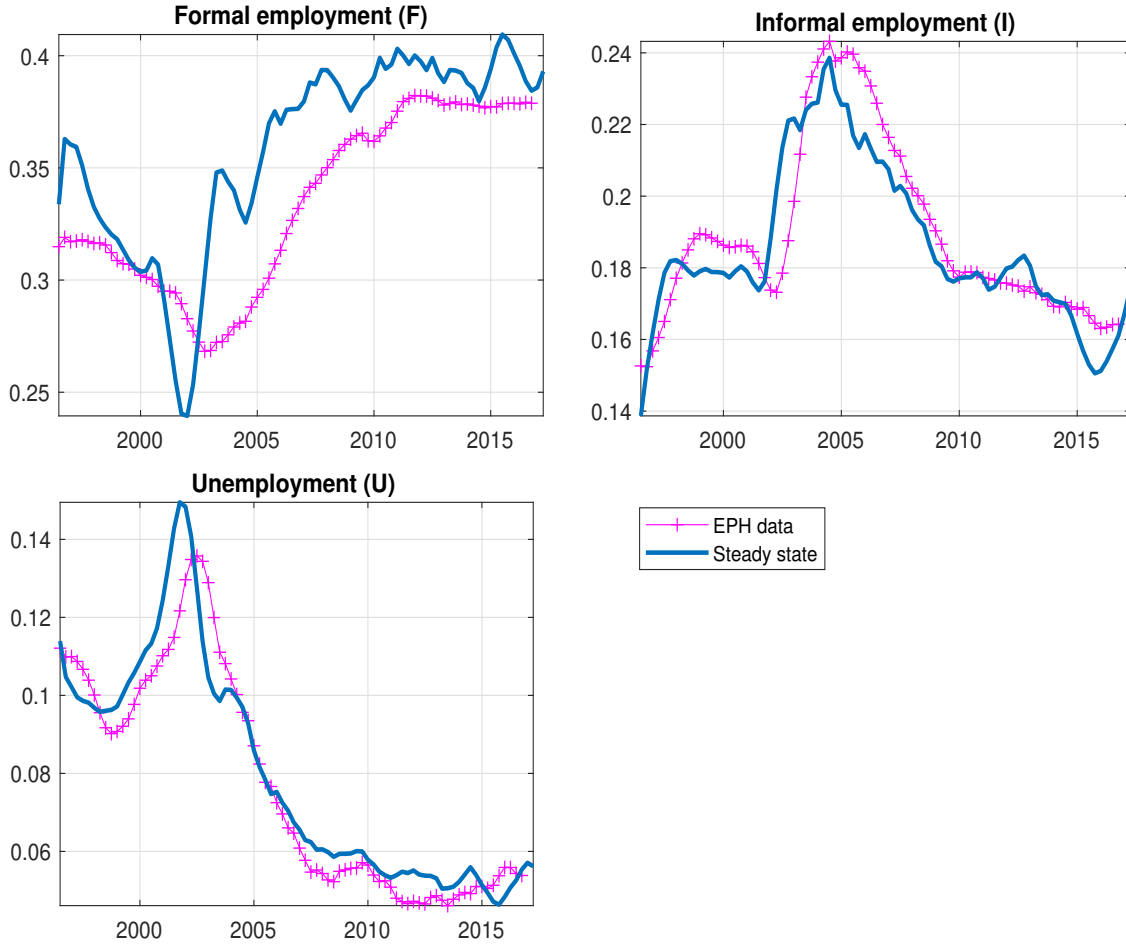 Formal employment (F)
0.4
0.35
0.3
0.25
2000 2005 2010 2015
Informal employment (I)
0.24
0.22
0.2
0.18
0.16
0.14
2000 2005 2010 2015
Unemployment (U)
0.14
0.12
0.1
0.08
0.06
2000 2005 2010 2015
EPH data
Steady state